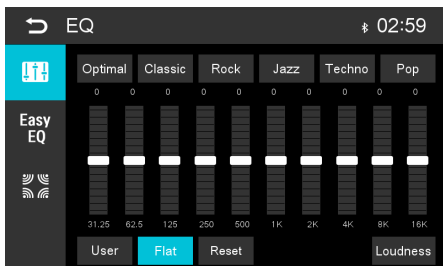 EQ 02:59
Optimal Classic Rock Jazz Techno Pop
0 0 0 0 0 0 0 0 0 0
Easy
EQ
31.25 62.5 125 250 500 1K 2K 4K 8K 16K
User Flat Reset Loudness